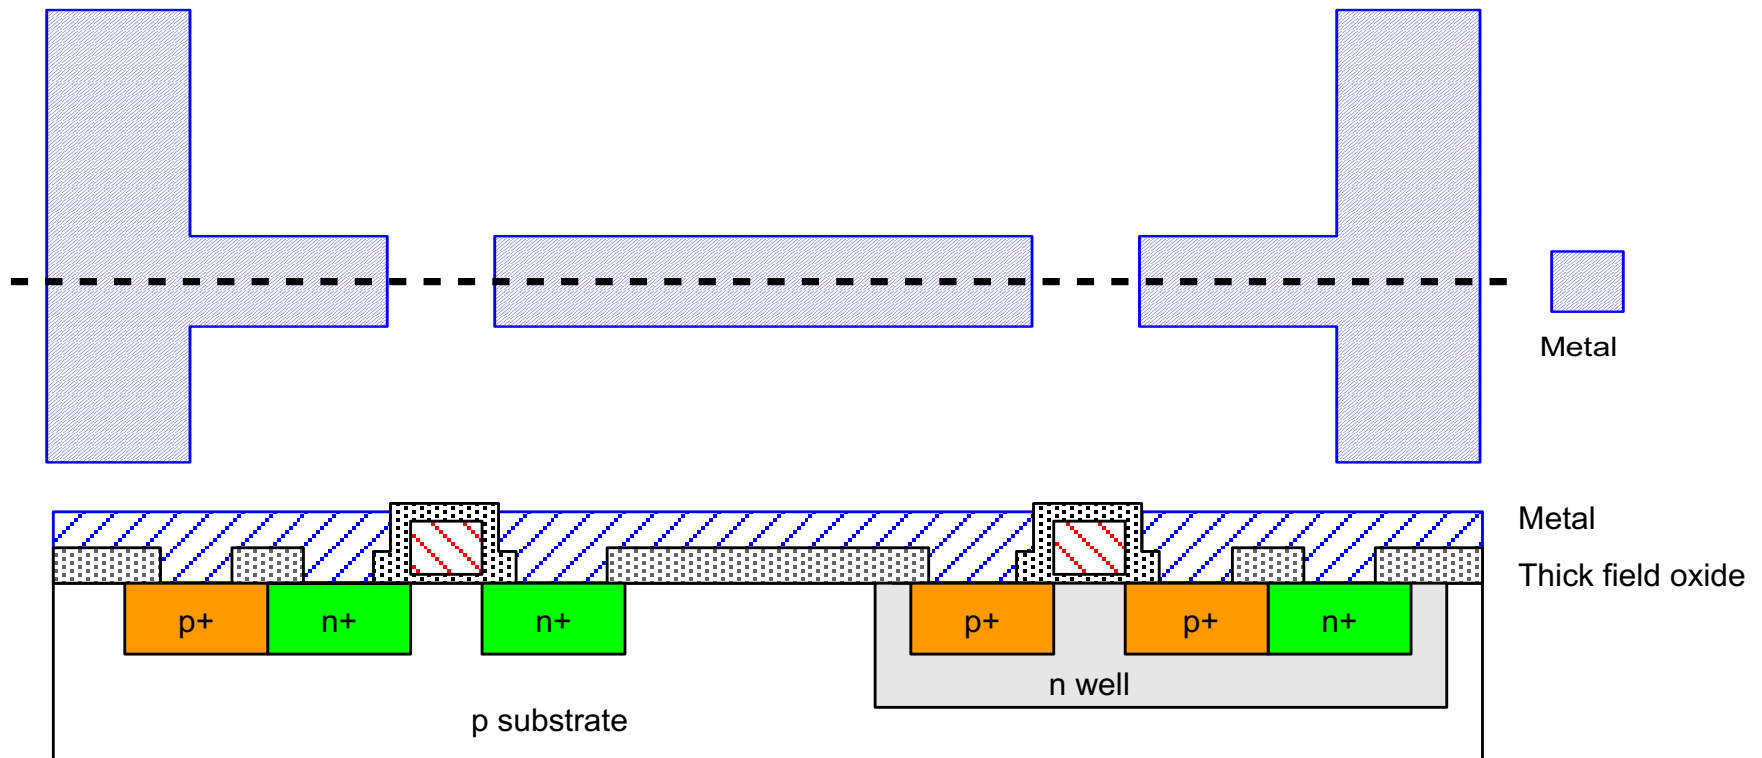 Metal
Metal
Thick field oxide
p+
n+
n+
p+
p+
n+
n well
p substrate